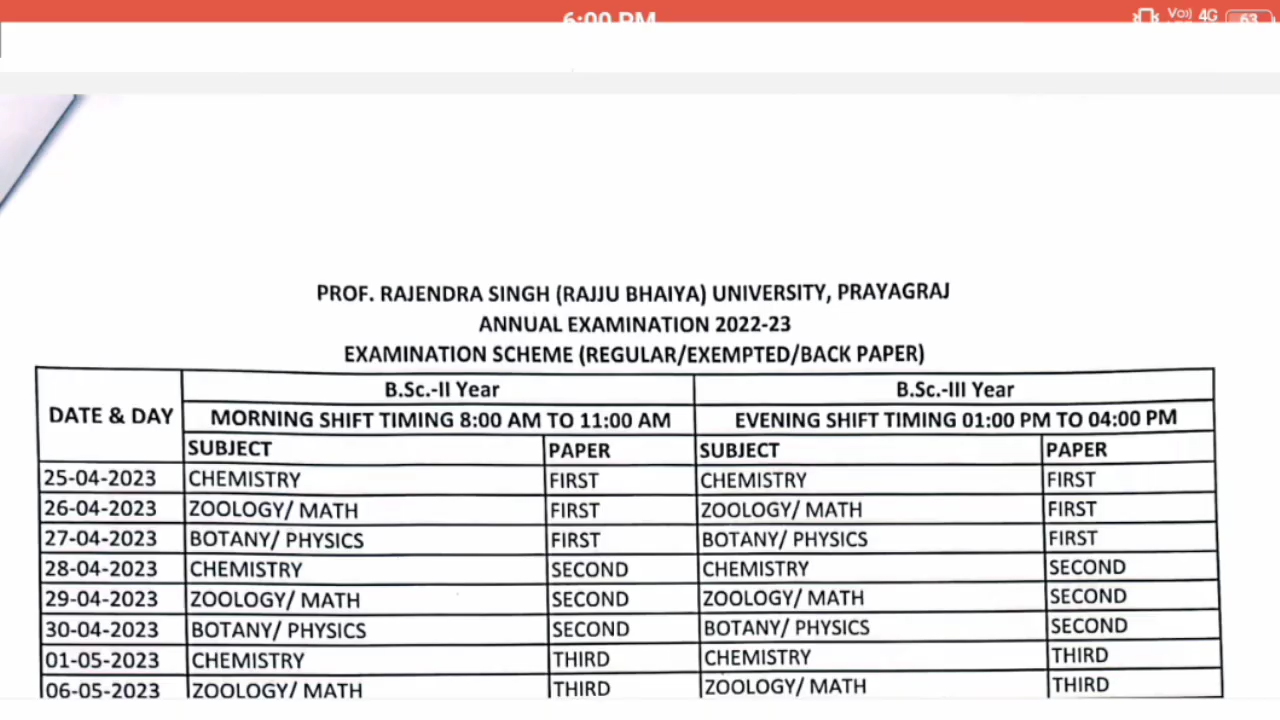 6:00 PM
Vo)) 4G 63
PROF. RAJENDRA SINGH (RAJJU BHAIYA) UNIVERSITY, PRAYAGRAJ
ANNUAL EXAMINATION 2022-23
EXAMINATION SCHEME (REGULAR/EXEMPTED/BACK PAPER)
DATE & DAY B.Sc.-II Year B.Sc.-III Year
MORNING SHIFT TIMING 8:00 AM TO 11:00 AM EVENING SHIFT TIMING 01:00 PM TO 04:00 PM
SUBJECT PAPER SUBJECT PAPER
25-04-2023 CHEMISTRY FIRST CHEMISTRY FIRST
26-04-2023 ZOOLOGY/ MATH FIRST ZOOLOGY/ MATH FIRST
27-04-2023 BOTANY/ PHYSICS FIRST BOTANY/ PHYSICS FIRST
28-04-2023 CHEMISTRY SECOND CHEMISTRY SECOND
29-04-2023 ZOOLOGY/ MATH SECOND ZOOLOGY/ MATH SECOND
30-04-2023 BOTANY/ PHYSICS SECOND BOTANY/ PHYSICS SECOND
01-05-2023 CHEMISTRY THIRD CHEMISTRY THIRD
06-05-2023 ZOOLOGY/ MATH THIRD ZOOLOGY/ MATH THIRD